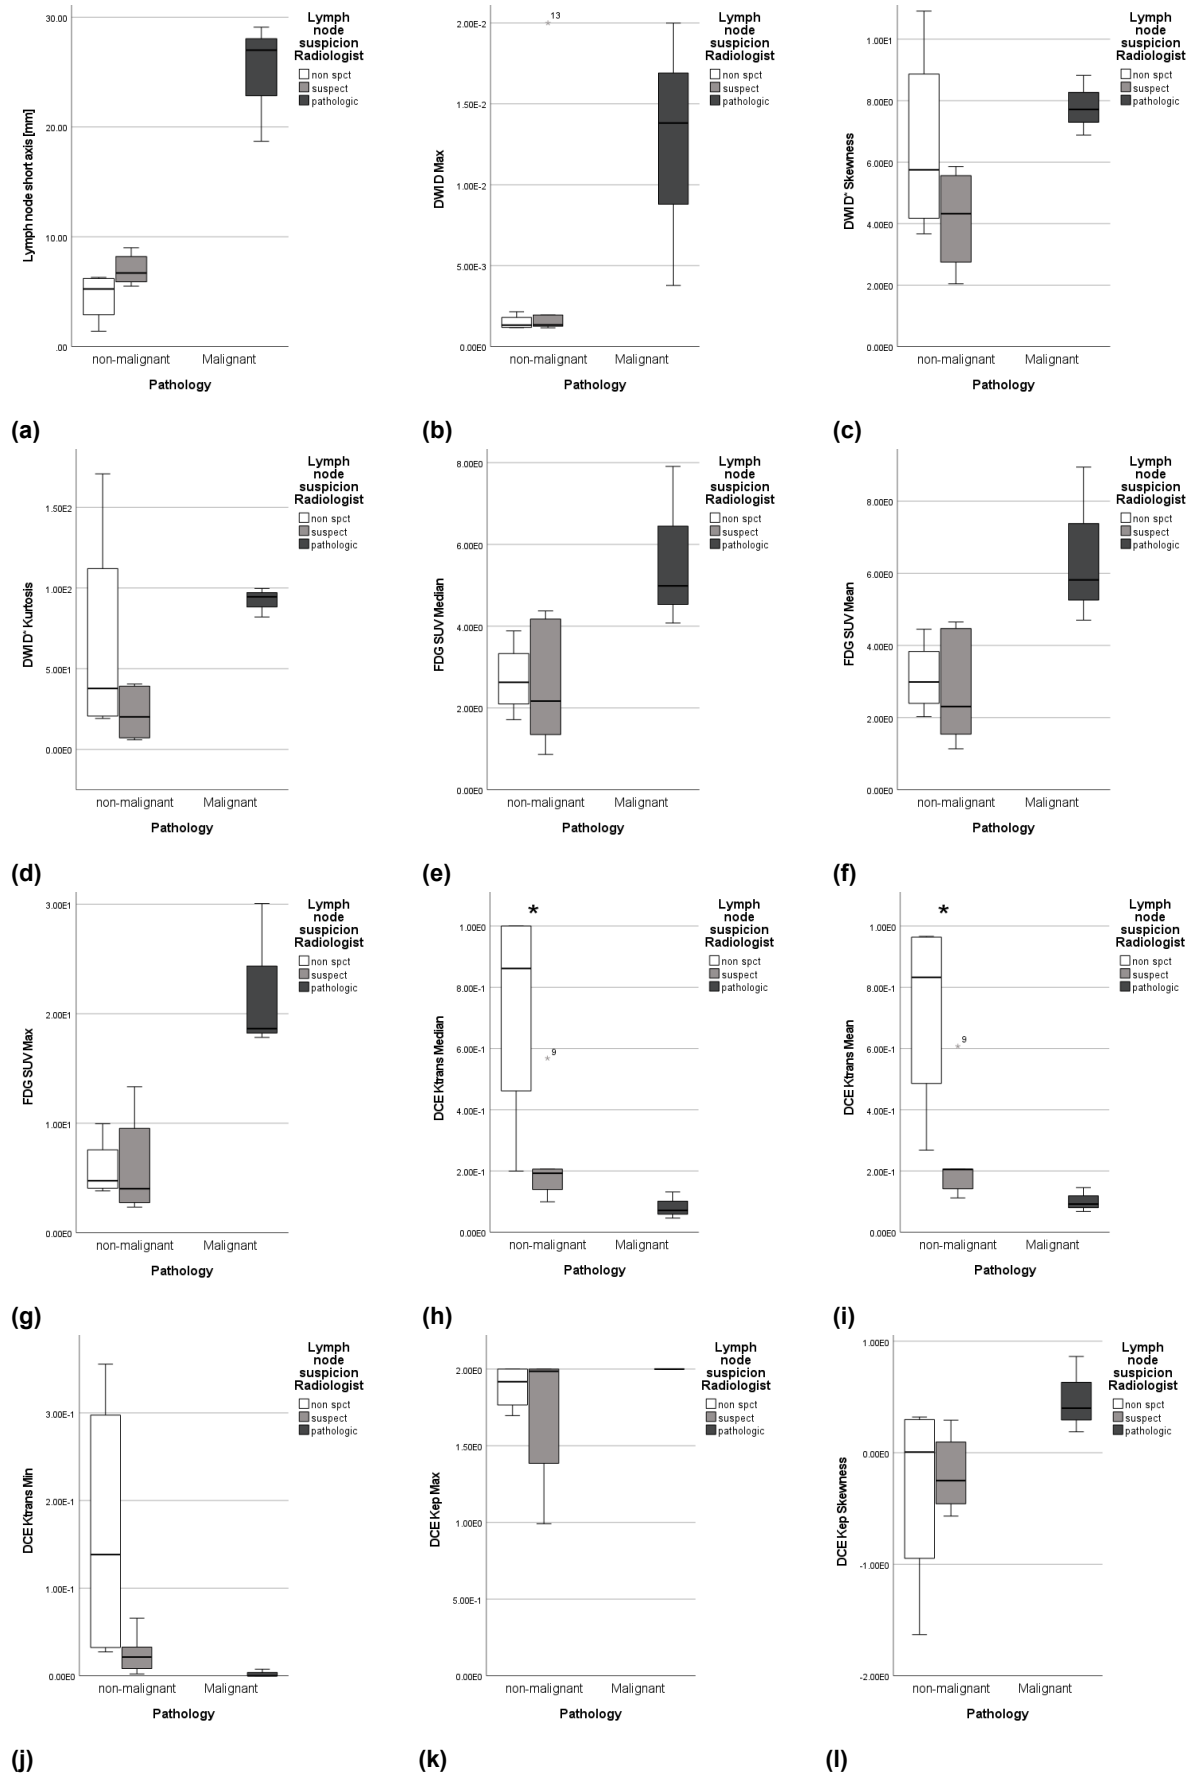 Lymph node short axis [mm]
30.00
20.00
10.00
.00
non-malignant Malignant
Pathology
Lymph
node
suspicion
Radiologist
non spct
suspect
pathologic
(a)
DWI D Max
2.00E-2
1.50E-2
1.00E-2
5.00E-3
0.00E0
* 13
non-malignant Malignant
Pathology
Lymph
node
suspicion
Radiologist
non spct
suspect
pathologic
(b)
DWI D* Skewness
1.00E1
8.00E0
6.00E0
4.00E0
2.00E0
0.00E0
non-malignant Malignant
Pathology
Lymph
node
suspicion
Radiologist
non spct
suspect
pathologic
(c)
DWI D* Kurtosis
1.50E2
1.00E2
5.00E1
0.00E0
non-malignant Malignant
Pathology
Lymph
node
suspicion
Radiologist
non spct
suspect
pathologic
(d)
FDG SUV Median
8.00E0
6.00E0
4.00E0
2.00E0
0.00E0
non-malignant Malignant
Pathology
Lymph
node
suspicion
Radiologist
non spct
suspect
pathologic
(e)
FDG SUV Mean
8.00E0
6.00E0
4.00E0
2.00E0
0.00E0
non-malignant Malignant
Pathology
Lymph
node
suspicion
Radiologist
non spct
suspect
pathologic
(f)
FDG SUV Max
3.00E1
2.00E1
1.00E1
0.00E0
non-malignant Malignant
Pathology
Lymph
node
suspicion
Radiologist
non spct
suspect
pathologic
(g)
DCE Ktrans Median
1.00E0
8.00E-1
6.00E-1
4.00E-1
2.00E-1
0.00E0
*
* 9
non-malignant Malignant
Pathology
Lymph
node
suspicion
Radiologist
non spct
suspect
pathologic
(h)
DCE Ktrans Mean
1.00E0
8.00E-1
6.00E-1
4.00E-1
2.00E-1
0.00E0
*
* 9
non-malignant Malignant
Pathology
Lymph
node
suspicion
Radiologist
non spct
suspect
pathologic
(i)
DCE Ktrans Min
3.00E-1
2.00E-1
1.00E-1
0.00E0
non-malignant Malignant
Pathology
Lymph
node
suspicion
Radiologist
non spct
suspect
pathologic
(j)
DCE Kep Max
2.00E0
1.50E0
1.00E0
5.00E-1
0.00E0
non-malignant Malignant
Pathology
Lymph
node
suspicion
Radiologist
non spct
suspect
pathologic
(k)
DCE Kep Skewness
1.00E0
0.00E0
-1.00E0
-2.00E0
non-malignant Malignant
Pathology
Lymph
node
suspicion
Radiologist
non spct
suspect
pathologic
(l)